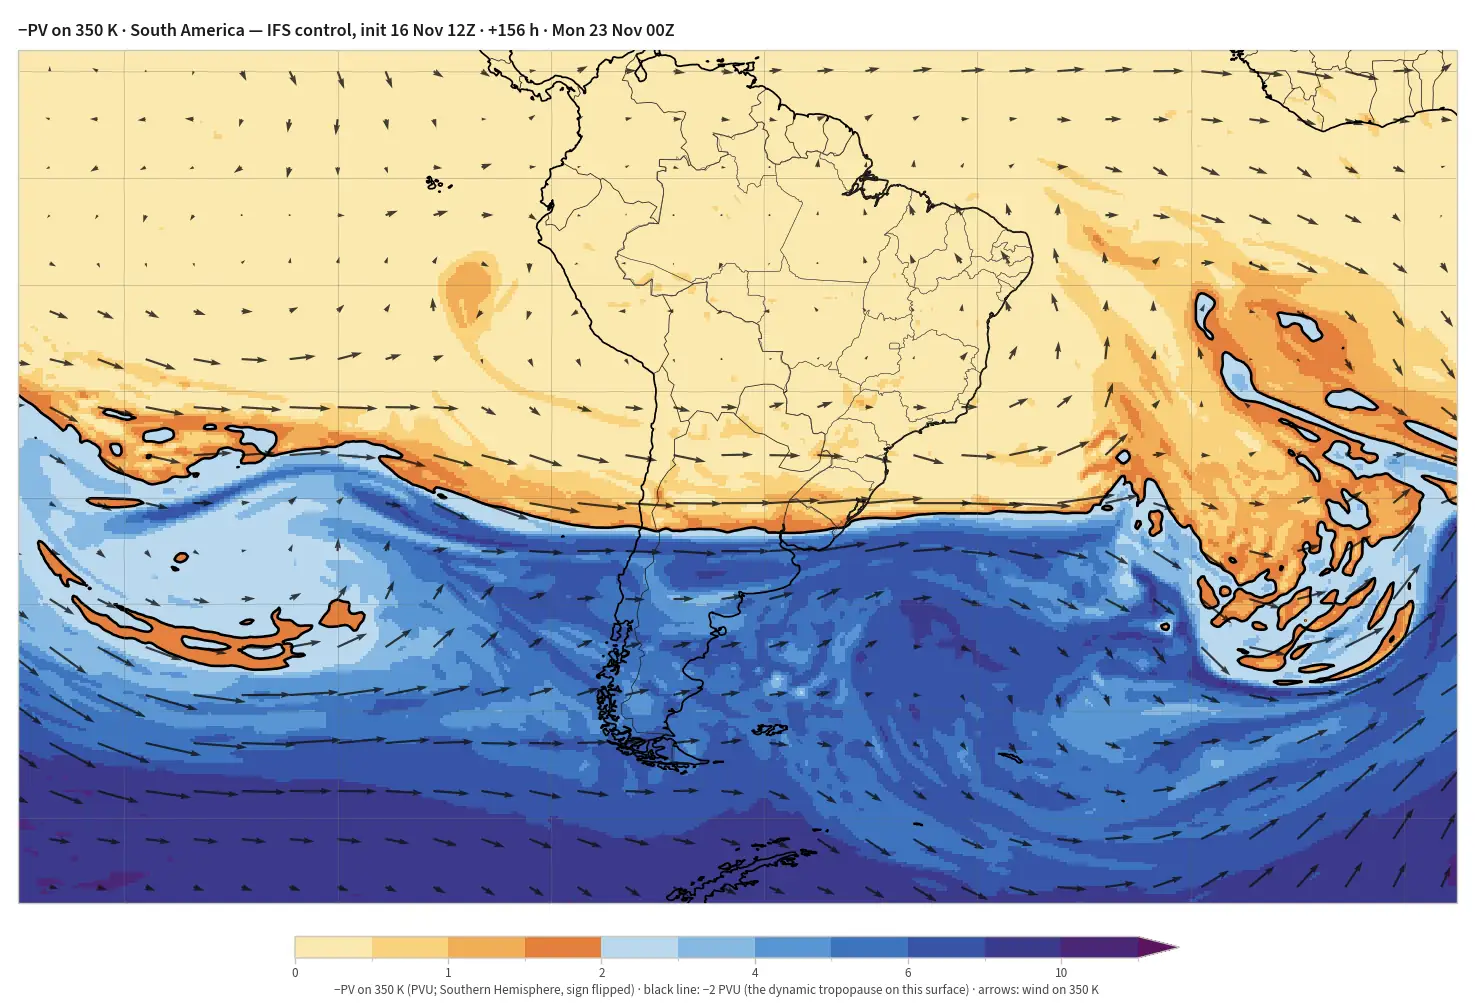 −PV on 350 K · South America — IFS control, init 16 Nov 12Z · +156 h · Mon 23 Nov 00Z
0 1 2 4 6 10
−PV on 350 K (PVU; Southern Hemisphere, sign flipped) · black line: −2 PVU (the dynamic tropopause on this surface) · arrows: wind on 350 K